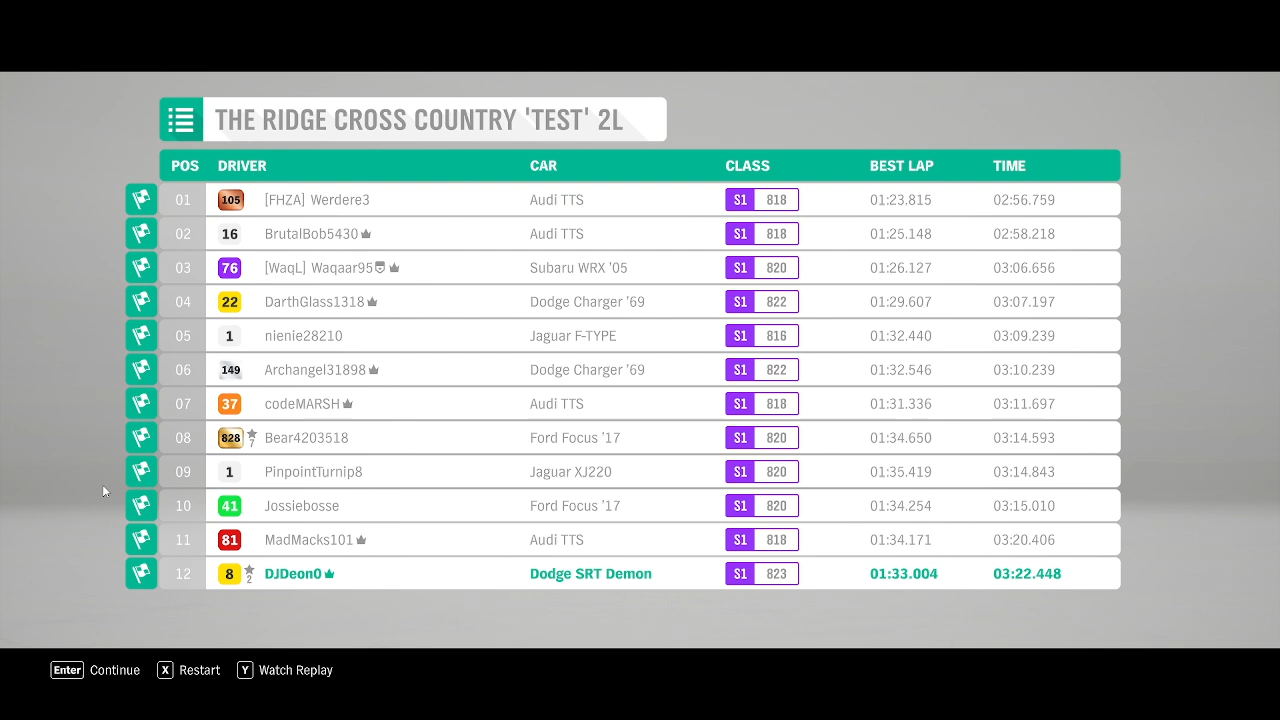 THE RIDGE CROSS COUNTRY 'TEST' 2L
POS DRIVER CAR CLASS BEST LAP TIME
01 105 [FHZA] Werdere3 Audi TTS S1 818 01:23.815 02:56.759
02 16 BrutalBob5430 Audi TTS S1 818 01:25.148 02:58.218
03 76 [WaqL] Waqaar95 Subaru WRX '05 S1 820 01:26.127 03:06.656
04 22 DarthGlass1318 Dodge Charger '69 S1 822 01:29.607 03:07.197
05 1 nienie28210 Jaguar F-TYPE S1 816 01:32.440 03:09.239
06 149 Archangel31898 Dodge Charger '69 S1 822 01:32.546 03:10.239
07 37 codeMARSH Audi TTS S1 818 01:31.336 03:11.697
08 828 7 Bear4203518 Ford Focus '17 S1 820 01:34.650 03:14.593
09 1 PinpointTurnip8 Jaguar XJ220 S1 820 01:35.419 03:14.843
10 41 Jossiebosse Ford Focus '17 S1 820 01:34.254 03:15.010
11 81 MadMacks101 Audi TTS S1 818 01:34.171 03:20.406
12 8 2 DJDeon0 Dodge SRT Demon S1 823 01:33.004 03:22.448
Enter Continue X Restart Y Watch Replay